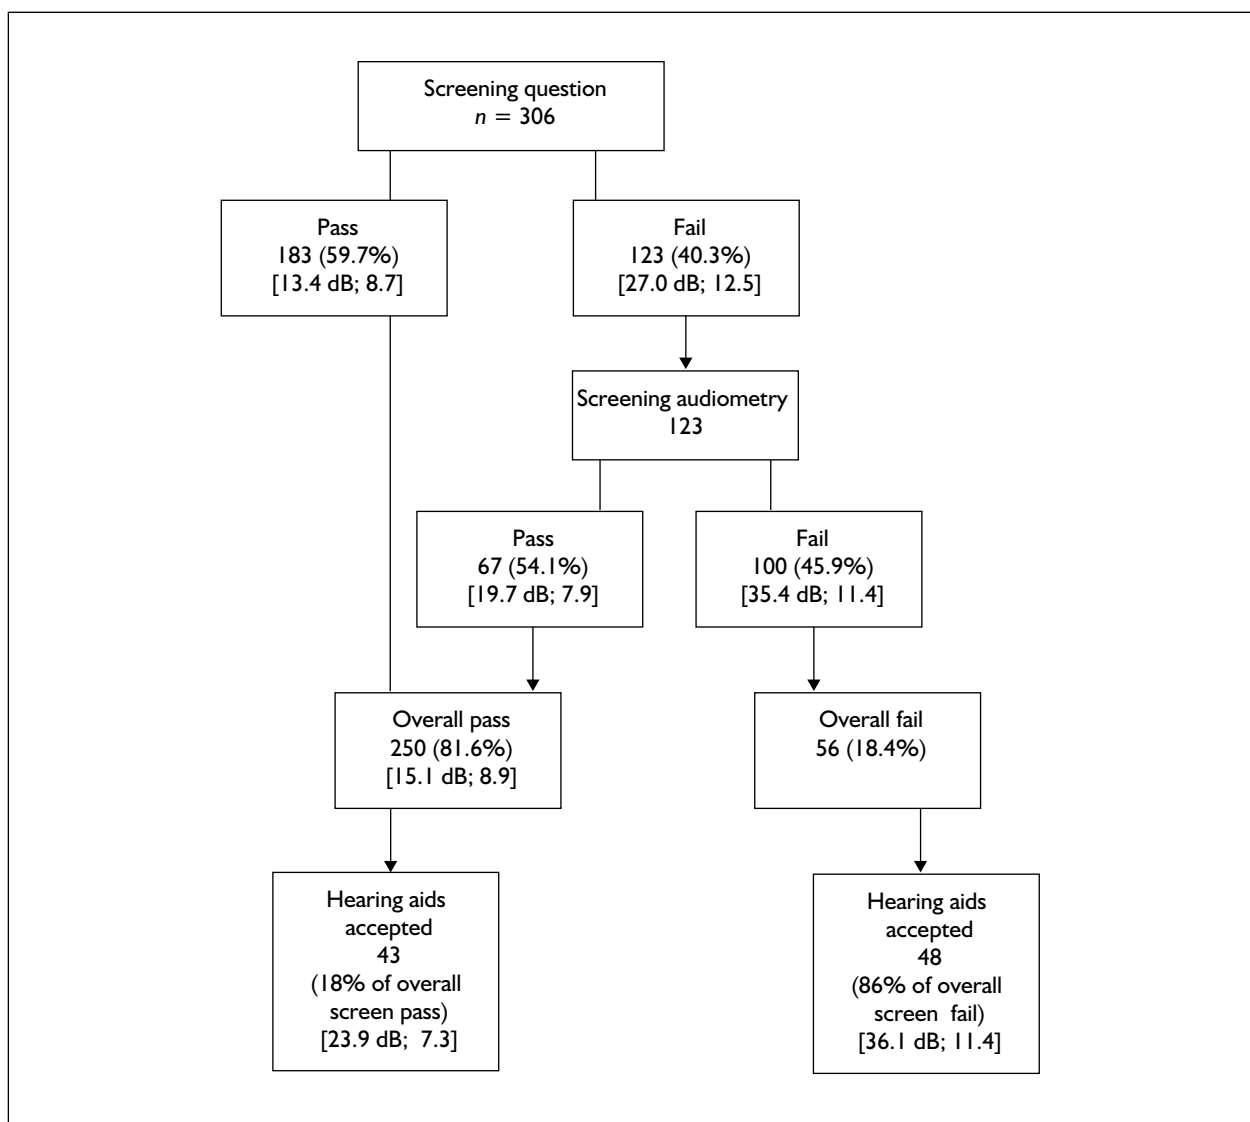 Screening question
n = 306
Pass
183 (59.7%)
[13.4 dB; 8.7]
Fail
123 (40.3%)
[27.0 dB; 12.5]
Screening audiometry
123
Pass
67 (54.1%)
[19.7 dB; 7.9]
Fail
100 (45.9%)
[35.4 dB; 11.4]
Overall pass
250 (81.6%)
[15.1 dB; 8.9]
Overall fail
56 (18.4%)
Hearing aids
accepted
43
(18% of overall
screen pass)
[23.9 dB; 7.3]
Hearing aids
accepted
48
(86% of overall
screen fail)
[36.1 dB; 11.4]